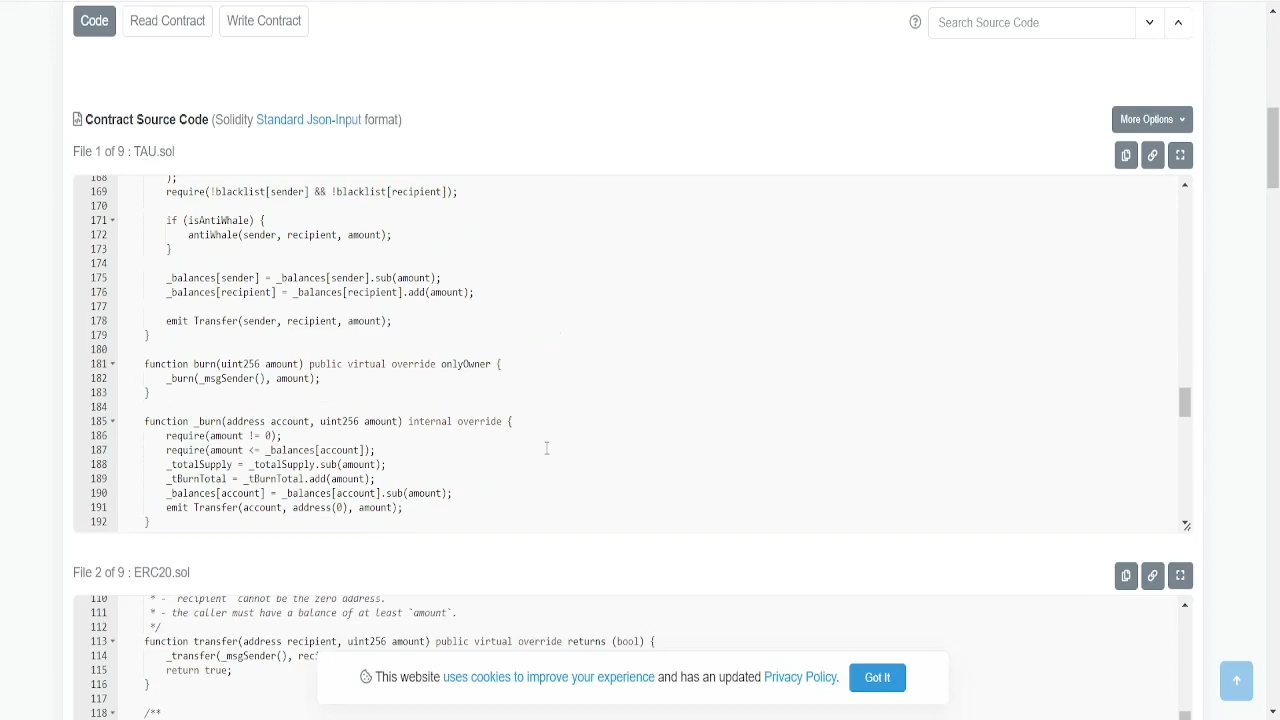 Code Read Contract Write Contract Search Source Code
Contract Source Code (Solidity Standard Json-Input format) More Options
File 1 of 9 : TAU.sol
168 );
169 require(!blacklist[sender] && !blacklist[recipient]);
170
171 if (isAntiWhale) {
172 antiWhale(sender, recipient, amount);
173 }
174
175 _balances[sender] = _balances[sender].sub(amount);
176 _balances[recipient] = _balances[recipient].add(amount);
177
178 emit Transfer(sender, recipient, amount);
179 }
180
181 function burn(uint256 amount) public virtual override onlyOwner {
182 _burn(_msgSender(), amount);
183 }
184
185 function _burn(address account, uint256 amount) internal override {
186 require(amount != 0);
187 require(amount <= _balances[account]);
188 _totalSupply = _totalSupply.sub(amount);
189 _tBurnTotal = _tBurnTotal.add(amount);
190 _balances[account] = _balances[account].sub(amount);
191 emit Transfer(account, address(0), amount);
192 }
File 2 of 9 : ERC20.sol
110 * - `recipient` cannot be the zero address.
111 * - the caller must have a balance of at least `amount`.
112 */
113 function transfer(address recipient, uint256 amount) public virtual override returns (bool) {
114 _transfer(_msgSender(), reci
115 return true;
116 }
117
118 /**
This website uses cookies to improve your experience and has an updated Privacy Policy. Got It